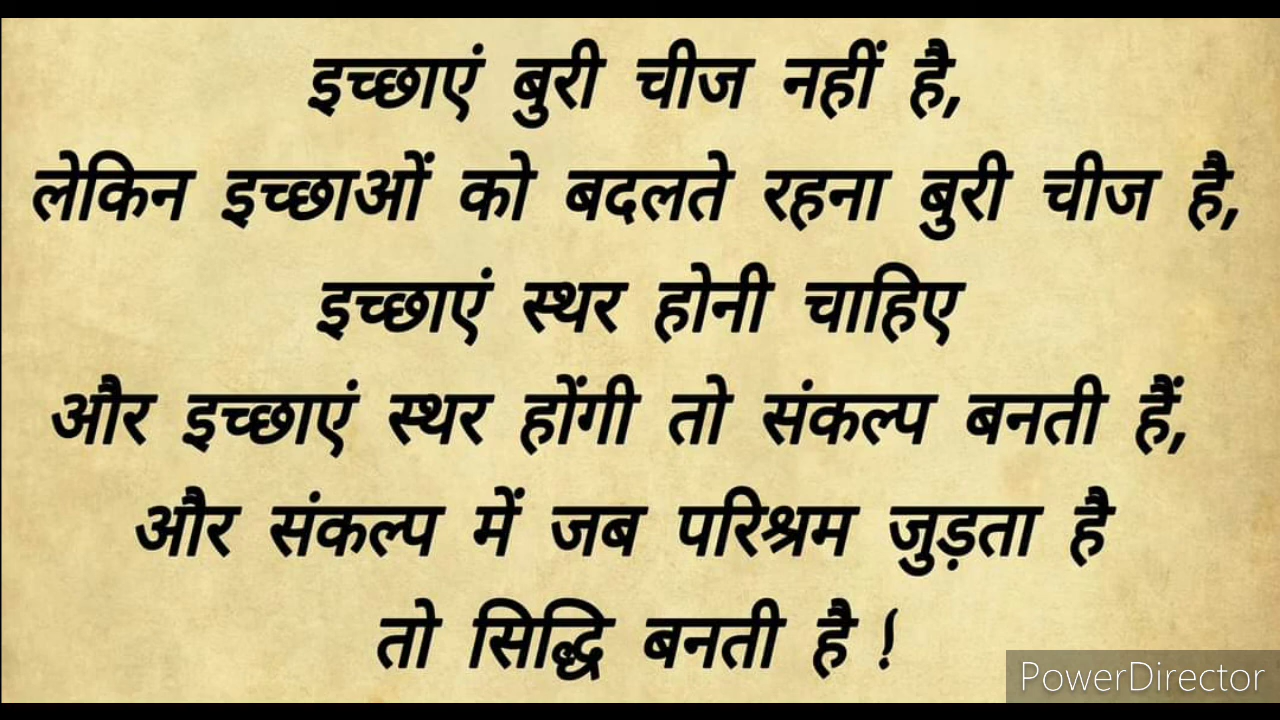 इच्छाएं बुरी चीज नहीं है,
लेकिन इच्छाओं को बदलते रहना बुरी चीज है,
इच्छाएं स्थर होनी चाहिए
और इच्छाएं स्थर होंगी तो संकल्प बनती हैं,
और संकल्प में जब परिश्रम जुड़ता है
तो सिद्धि बनती है !
PowerDirector